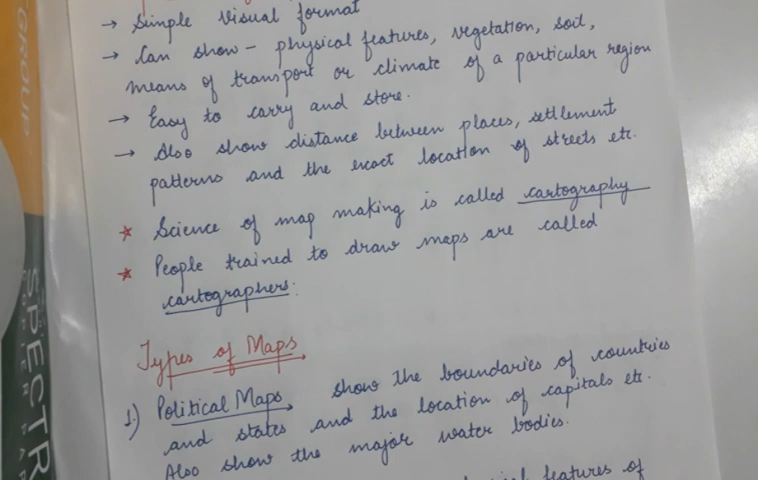 → Simple visual format
→ Can show - physical features, vegetation, soil,
means of transport or climate of a particular region
→ Easy to carry and store.
→ Also show distance between places, settlement
patterns and the exact location of streets etc.
* Science of map making is called cartography
* People trained to draw maps are called
cartographers.
Types of Maps
1.) Political Maps show the boundaries of countries
and states and the location of capitals etc.
Also show the major water bodies.
features of
GROUP
SPECTR